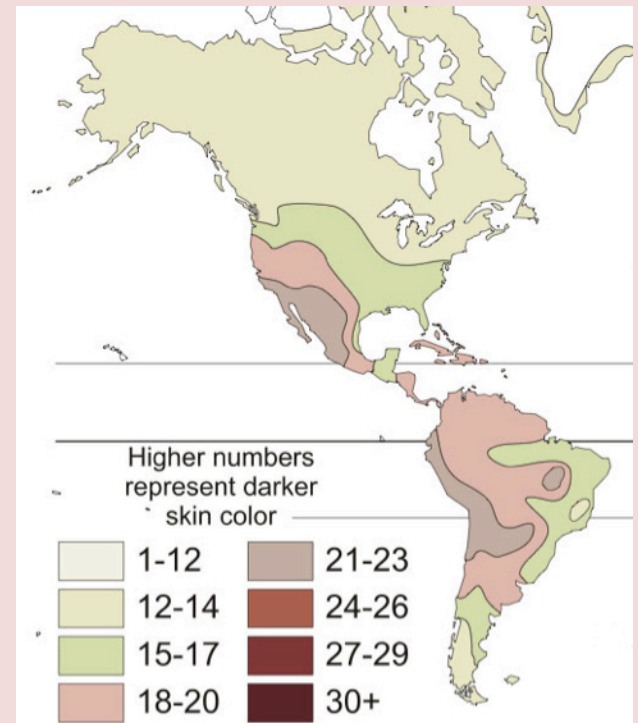 Higher numbers
represent darker
skin color
1-12
21-23
12-14
24-26
15-17
27-29
18-20
30+